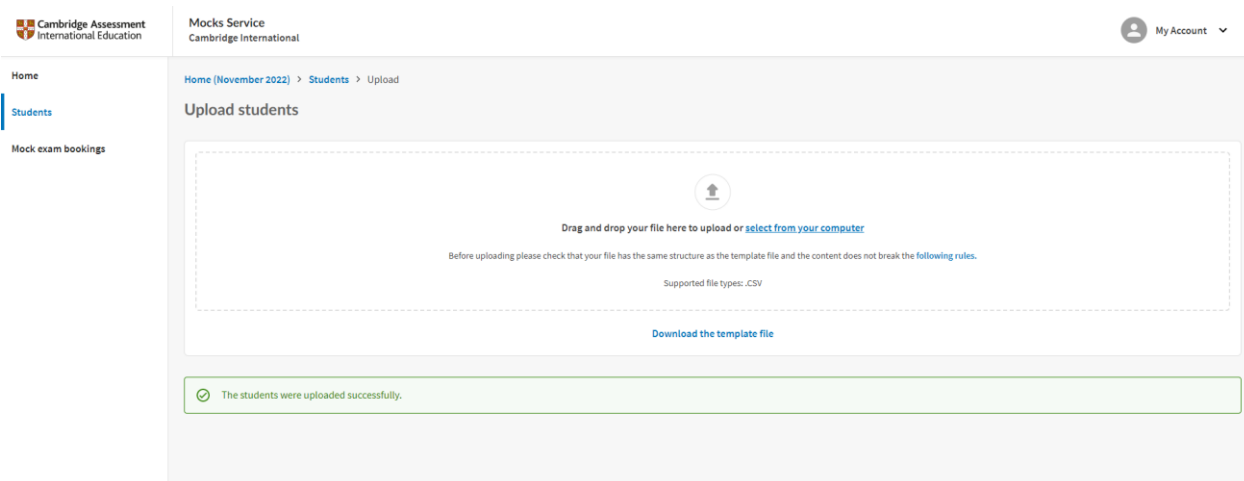 Cambridge Assessment
International Education
Mocks Service
Cambridge International
My Account
Home
Students
Mock exam bookings
Home (November 2022) > Students > Upload
Upload students
Drag and drop your file here to upload or select from your computer
Before uploading please check that your file has the same structure as the template file and the content does not break the following rules.
Supported file types: .CSV
Download the template file
The students were uploaded successfully.